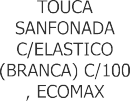 TOUCA
SANFONADA
C/ELASTICO
(BRANCA) C/100
, ECOMAX